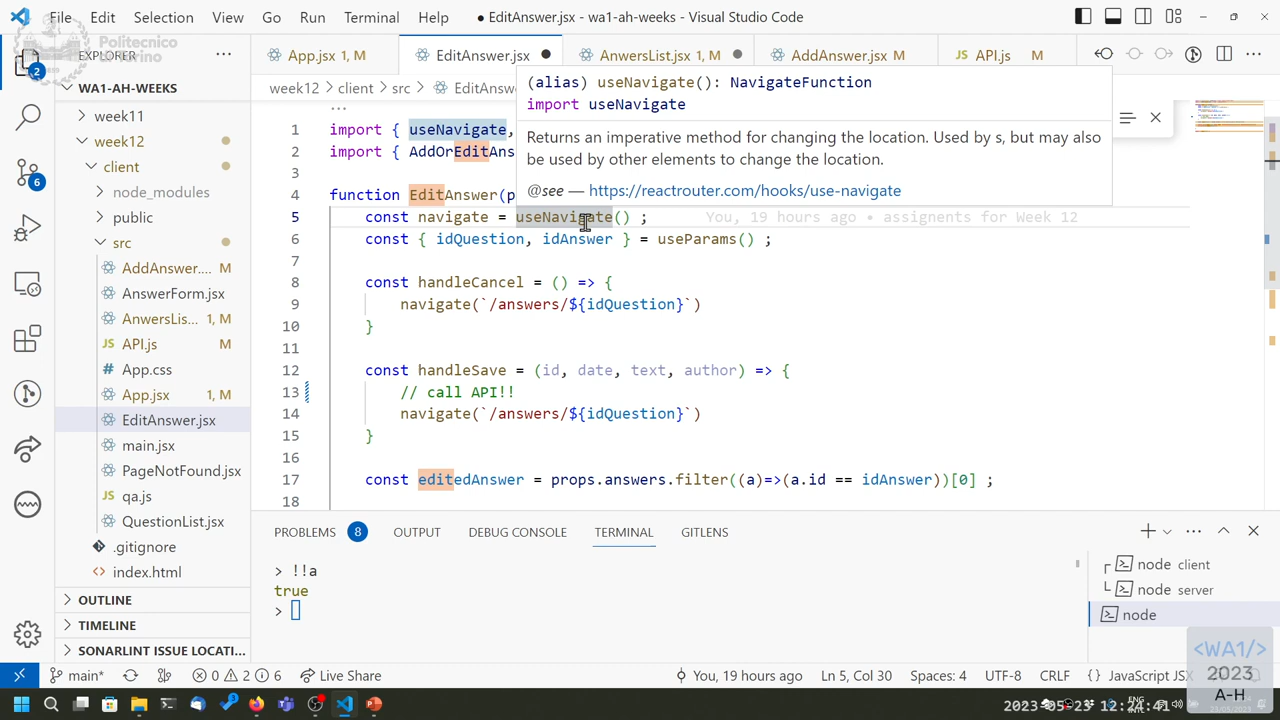 File Edit Selection View Go Run Terminal Help
● EditAnswer.jsx - wa1-ah-weeks - Visual Studio Code
Politecnico
di Torino
EXPLORER
App.jsx 1, M
EditAnswer.jsx
AnwersList.jsx 1, M
AddAnswer.jsx M
JS API.js M
WA1-AH-WEEKS
week11
week12
client
node_modules
public
src
AddAnswer.... M
AnswerForm.jsx
AnwersLis... 1, M
JS API.js M
# App.css
App.jsx 1, M
EditAnswer.jsx
main.jsx
PageNotFound.jsx
qa.js
QuestionList.jsx
.gitignore
index.html
OUTLINE
TIMELINE
SONARLINT ISSUE LOCATI...
2
6
week12 > client > src > EditAnsw
(alias) useNavigate(): NavigateFunction
import useNavigate
Returns an imperative method for changing the location. Used by s, but may also
be used by other elements to change the location.
@see — https://reactrouter.com/hooks/use-navigate
1 import { useNavigate,
2 import { AddOrEditAns
3
4 function EditAnswer(p
5 const navigate = useNavigate() ; You, 19 hours ago • assignents for Week 12
6 const { idQuestion, idAnswer } = useParams() ;
7
8 const handleCancel = () => {
9 navigate(`/answers/${idQuestion}`)
10 }
11
12 const handleSave = (id, date, text, author) => {
13 // call API!!
14 navigate(`/answers/${idQuestion}`)
15 }
16
17 const editedAnswer = props.answers.filter((a)=>(a.id == idAnswer))[0] ;
18
PROBLEMS 8 OUTPUT DEBUG CONSOLE TERMINAL GITLENS
> !!a
true
>
node client
node server
node
<WA1/>
2023
A-H
main* 0 2 6 Live Share
You, 19 hours ago Ln 5, Col 30 Spaces: 4 UTF-8 CRLF { } JavaScript JSX
ENG